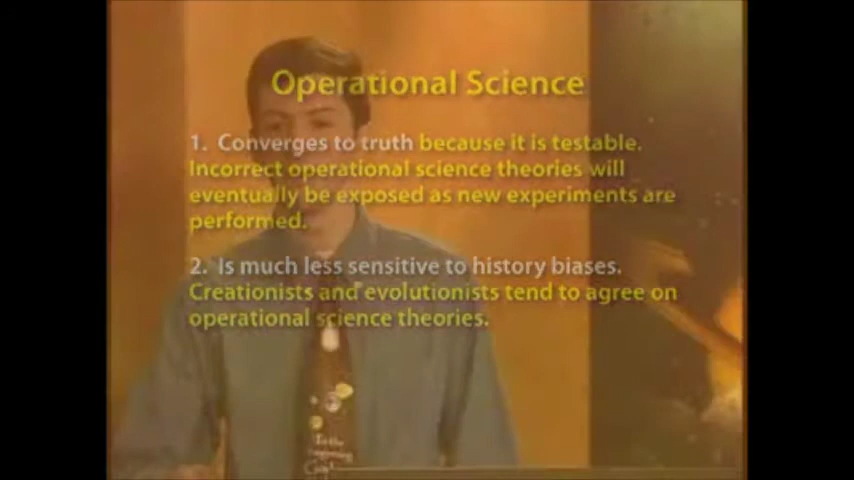 Operational Science
1. Converges to truth because it is testable.
Incorrect operational science theories will
eventually be exposed as new experiments are
performed.
2. Is much less sensitive to history biases.
Creationists and evolutionists tend to agree on
operational science theories.
To the